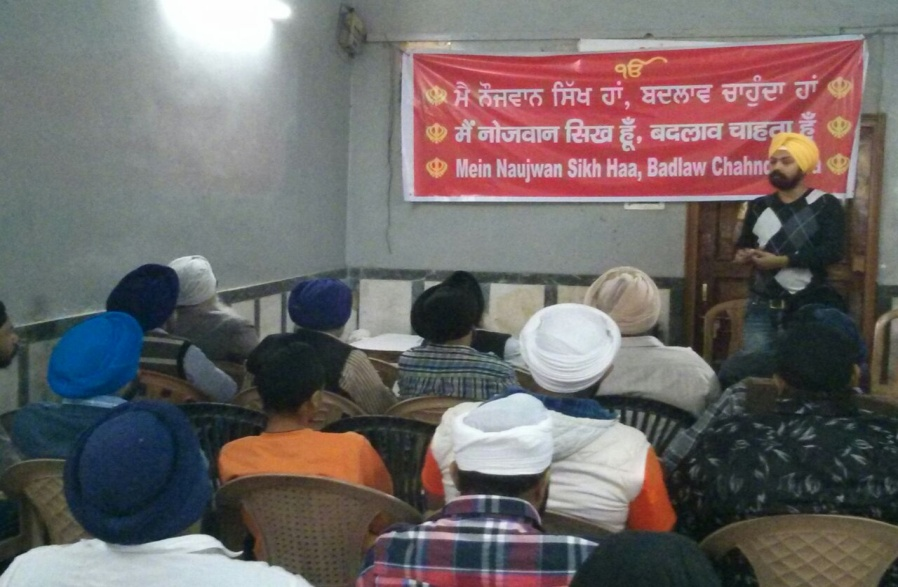 ੴ
ਮੈ ਨੌਜਵਾਨ ਸਿੱਖ ਹਾਂ, ਬਦਲਾਵ ਚਾਹੁੰਦਾ ਹਾਂ
मैं नोजवान सिख हूँ, बदलाव चाहता हूँ
Mein Naujwan Sikh Haa, Badlaw